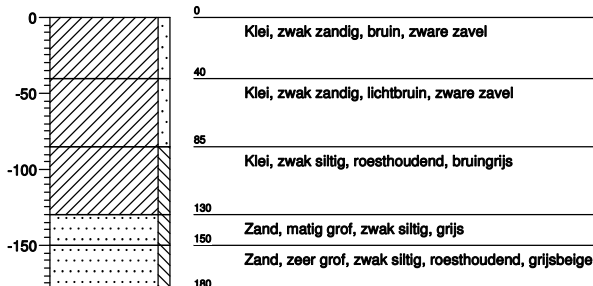 0
0
Klei, zwak zandig, bruin, zware zavel
40
-50
Klei, zwak zandig, lichtbruin, zware zavel
85
Klei, zwak siltig, roesthoudend, bruingrijs
-100
130
Zand, matig grof, zwak siltig, grijs
-150
150
Zand, zeer grof, zwak siltig, roesthoudend, grijsbeige
180